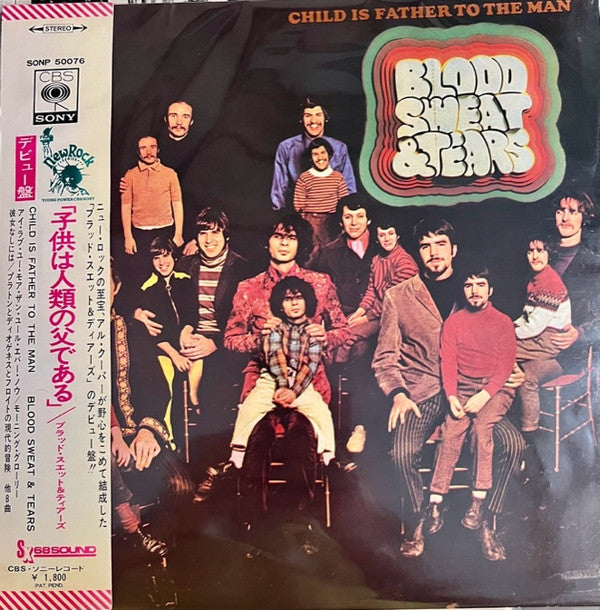 CHILD IS FATHER TO THE MAN
BLOOD
SWEAT
& TEARS
STEREO
SONP 50076
CBS
SONY
デビュー盤
New Rock
YOUNG POWER CBS SONY
ニュー・ロックの至宝、アル・クーパーが野心をこめて結成した
「ブラッド・スエット&ティアーズ」のデビュー盤!!
「子供は人類の父である」/ブラッド・スエット&ティアーズ
CHILD IS FATHER TO THE MAN BLOOD SWEAT & TEARS
アイ・ラブ・ユー・モア・ザン・ユール・エバー・ノウ/モーニング・グローリー
彼女なしには/プラトンとディオゲネスとフロイトの現代的冒険 他8曲
SX 68 SOUND
CBS・ソニーレコード
¥ 1,800
PAT. PEND.